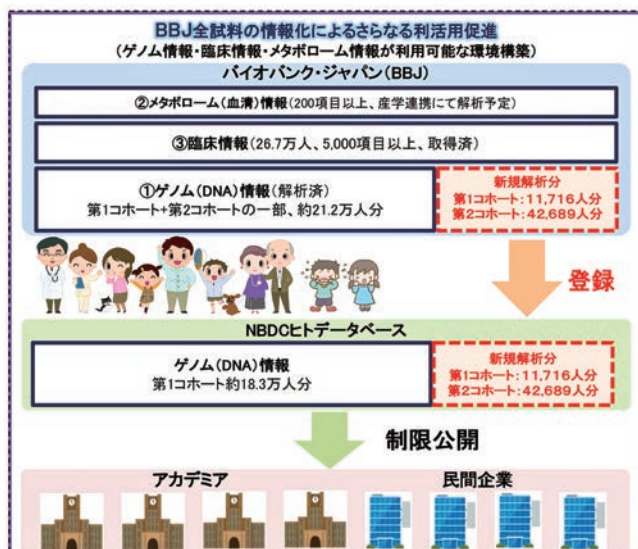 BBJ全試料の情報化によるさらなる利活用促進
(ゲノム情報・臨床情報・メタボローム情報が利用可能な環境構築)
バイオバンク・ジャパン(BBJ)
②メタボローム(血清)情報(200項目以上、産学連携にて解析予定)
③臨床情報(26.7万人、5,000項目以上、取得済)
①ゲノム(DNA)情報(解析済)
第1コホート+第2コホートの一部、約21.2万人分
新規解析分
第1コホート:11,716人分
第2コホート:42,689人分
登録
NBDCヒトデータベース
ゲノム(DNA)情報
第1コホート約18.3万人分
新規解析分
第1コホート:11,716人分
第2コホート:42,689人分
制限公開
アカデミア
民間企業